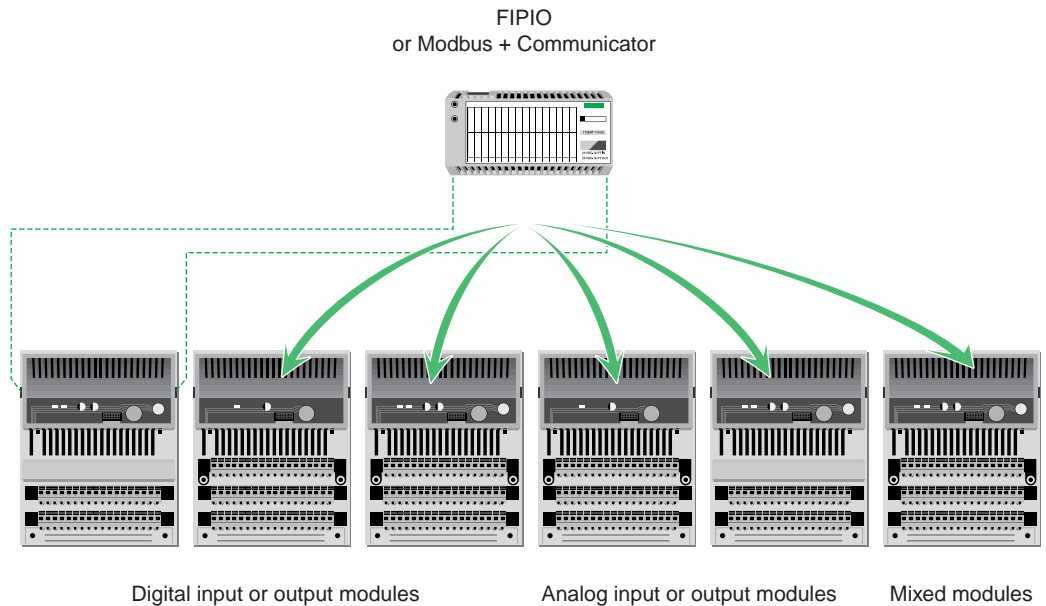 FIPIO
or Modbus + Communicator
Digital input or output modules
Analog input or output modules
Mixed modules